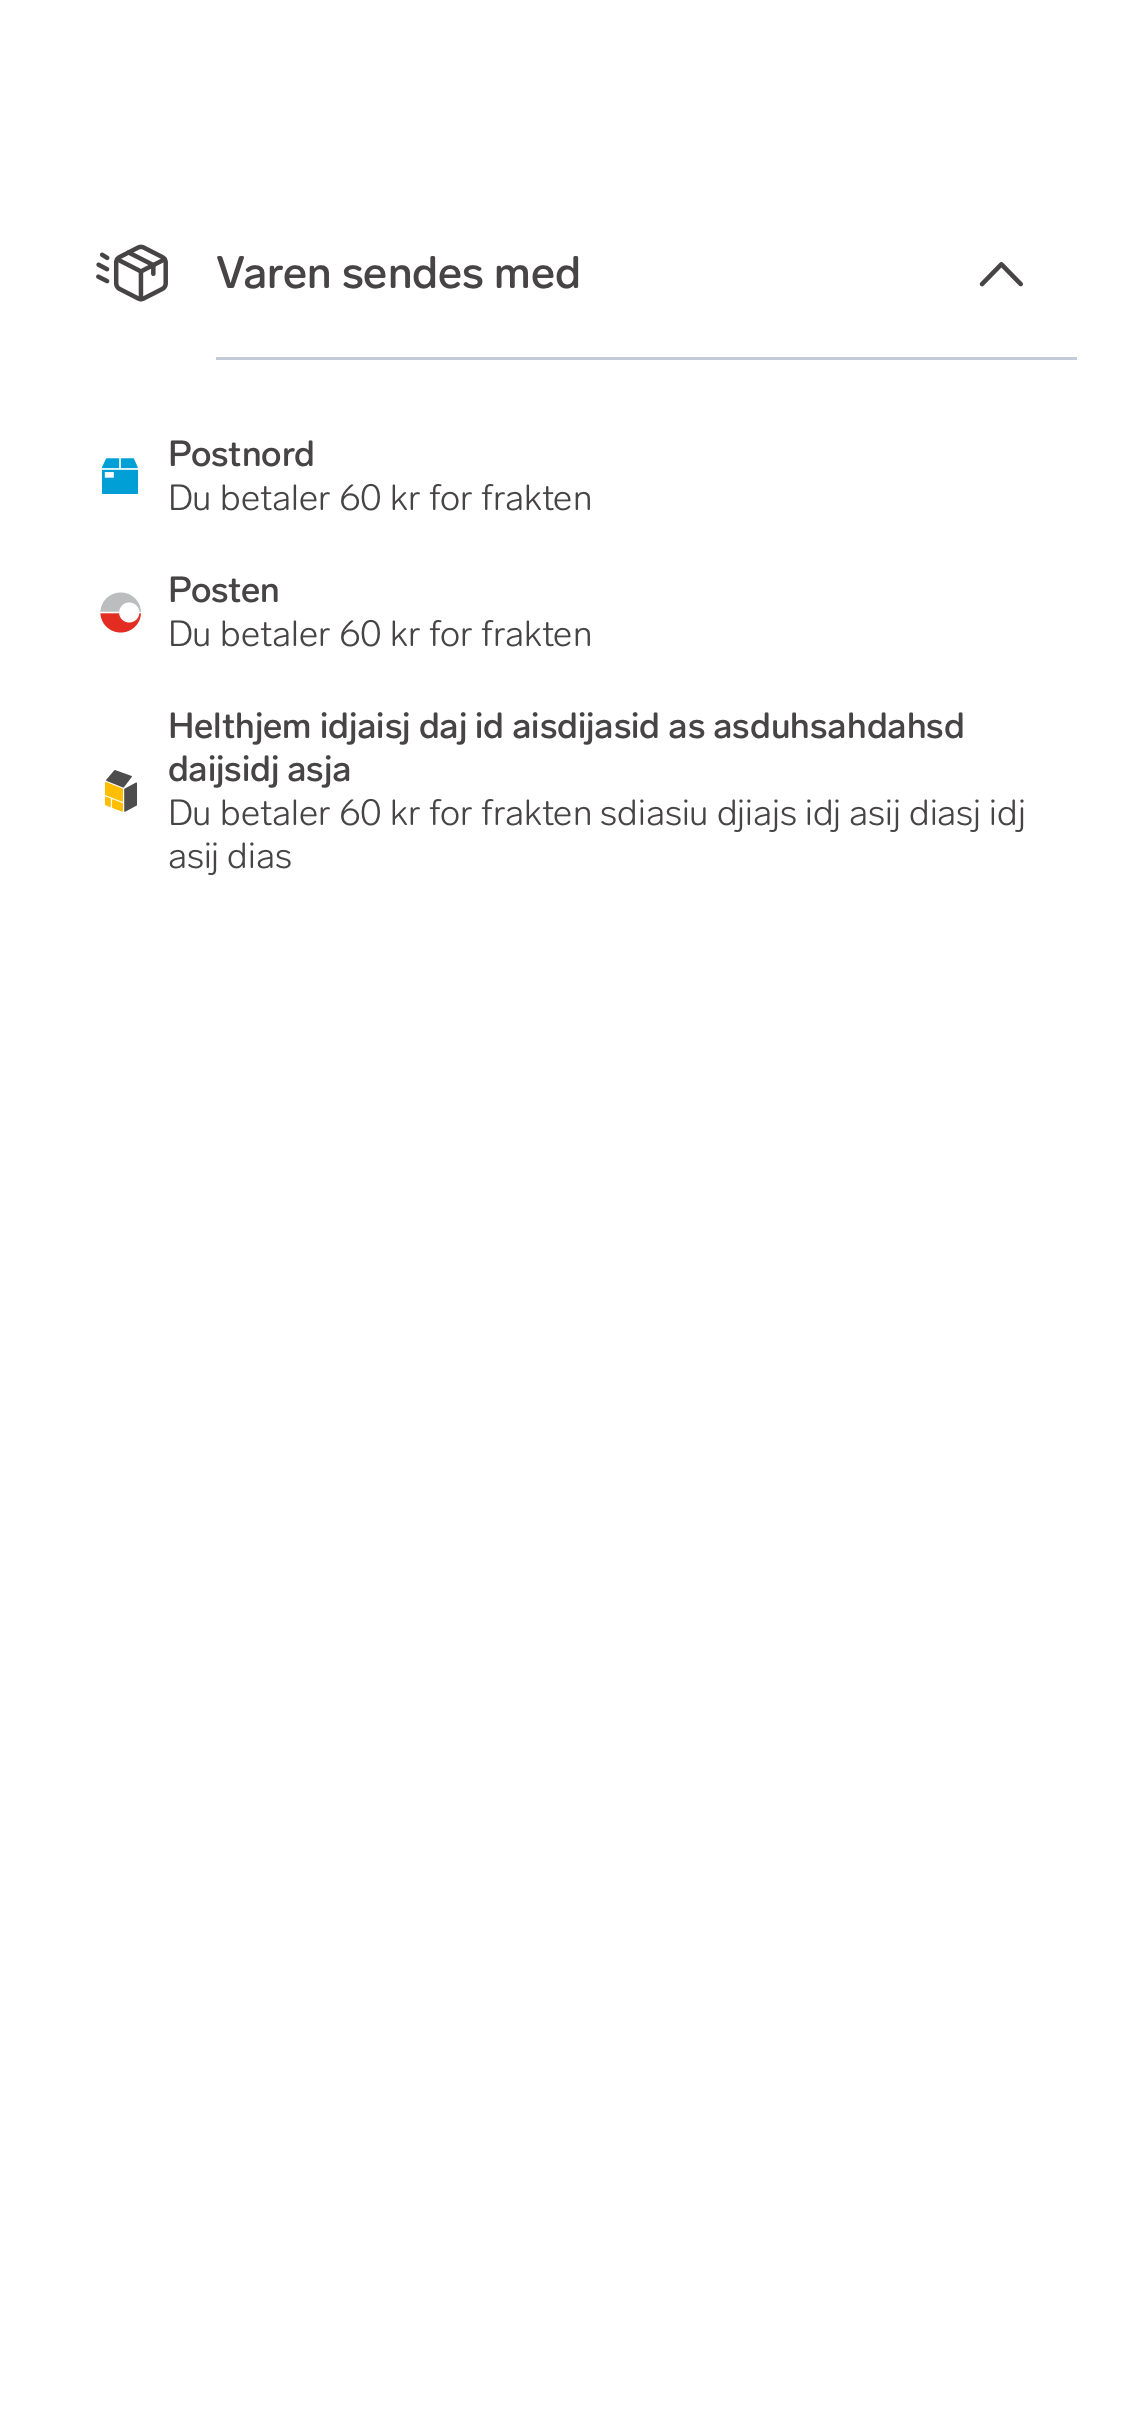 Varen sendes med
Postnord
Du betaler 60 kr for frakten
Posten
Du betaler 60 kr for frakten
Helthjem idjaisj daj id aisdijasid as asduhsahdahsd
daijsidj asja
Du betaler 60 kr for frakten sdiasiu djiajs idj asij diasj idj
asij dias